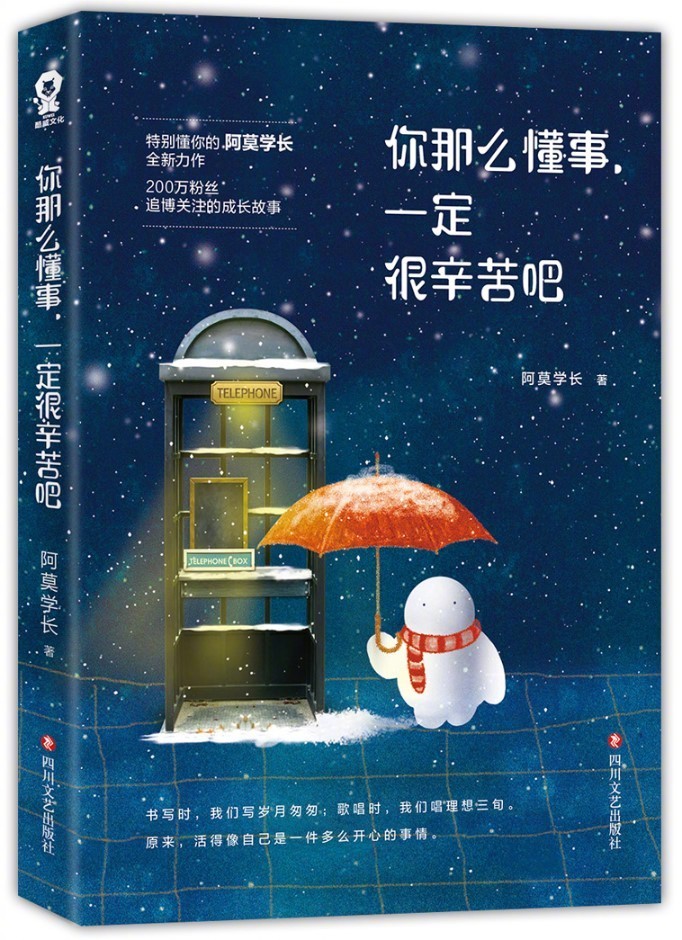 酷威文化
你那么懂事，一定很辛苦吧
阿莫学长 著
四川文艺出版社
特别懂你的阿莫学长
全新力作
200万粉丝
追博关注的成长故事
你那么懂事，
一定
很辛苦吧
阿莫学长 著
TELEPHONE
TELEPHONE BOX
四川文艺出版社
书写时，我们写岁月匆匆；歌唱时，我们唱理想三旬。
原来，活得像自己是一件多么开心的事情。